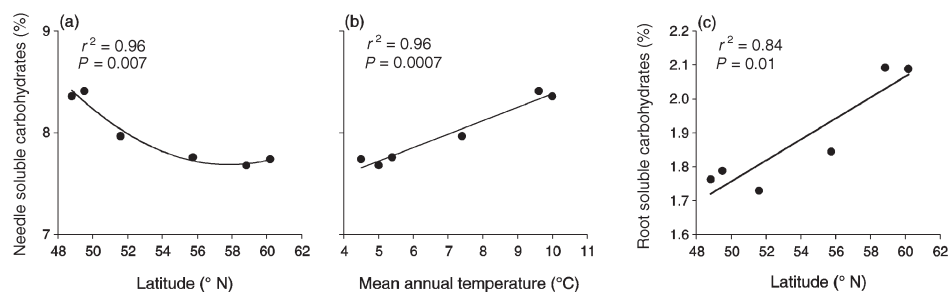 (a)
r² = 0.96
P = 0.007
Needle soluble carbohydrates (%)
9
8
7
48 50 52 54 56 58 60 62
Latitude (° N)
(b)
r² = 0.96
P = 0.0007
4 5 6 7 8 9 10 11
Mean annual temperature (°C)
(c)
r² = 0.84
P = 0.01
Root soluble carbohydrates (%)
2.2
2.1
2.0
1.9
1.8
1.7
1.6
48 50 52 54 56 58 60 62
Latitude (° N)